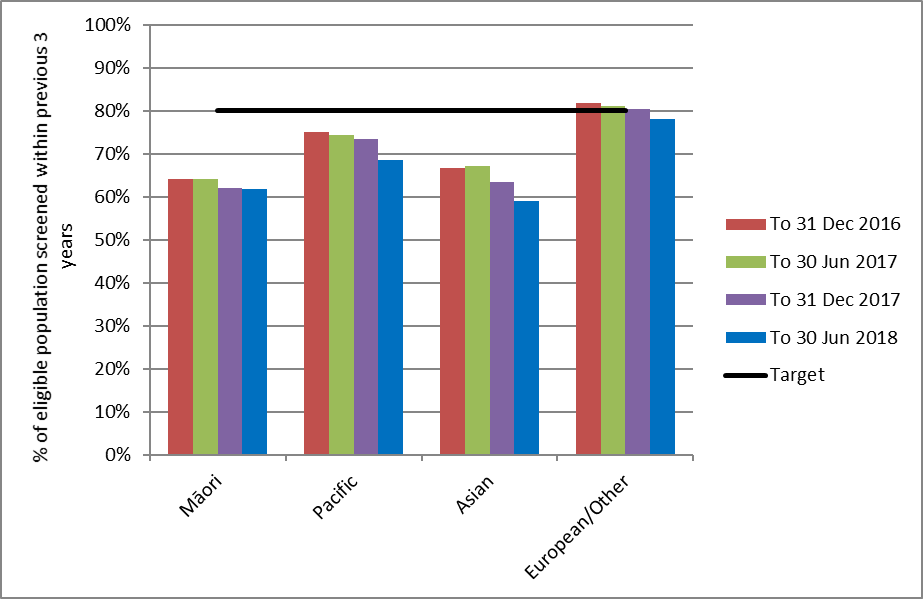 % of eligible population screened within previous 3
years
100%
90%
80%
70%
60%
50%
40%
30%
20%
10%
0%
Māori
Pacific
Asian
European/Other
To 31 Dec 2016
To 30 Jun 2017
To 31 Dec 2017
To 30 Jun 2018
Target